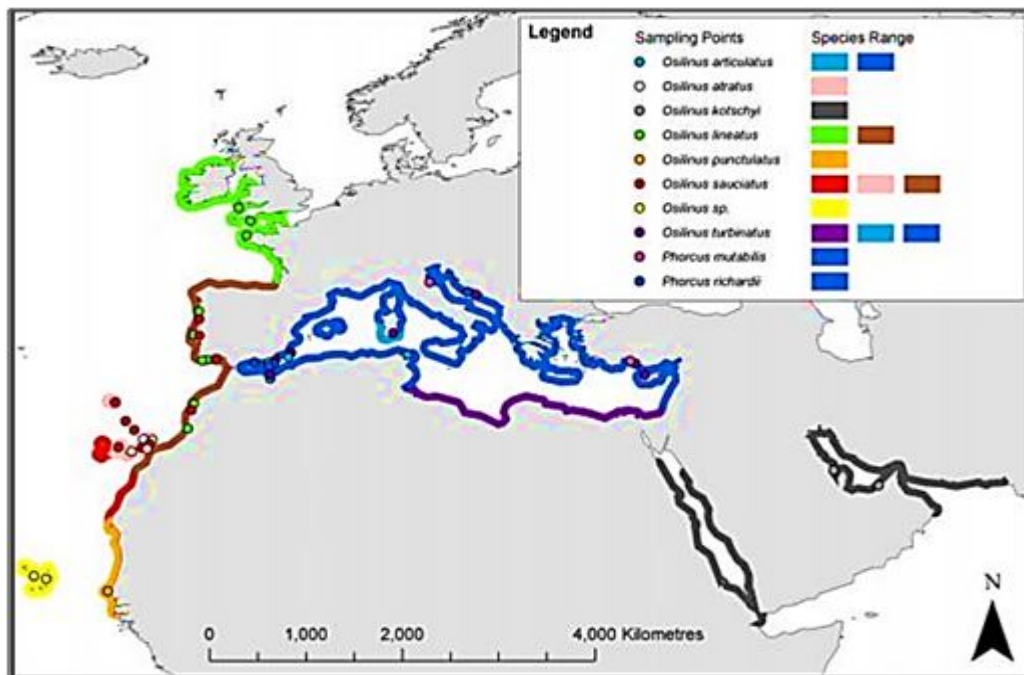 Legend
Sampling Points Species Range
Osilinus articulatus
Osilinus atratus
Osilinus kotschyi
Osilinus lineatus
Osilinus punctulatus
Osilinus sauciatus
Osilinus sp.
Osilinus turbinatus
Phorcus mutabilis
Phorcus richardii
N
0 1,000 2,000 4,000 Kilometres